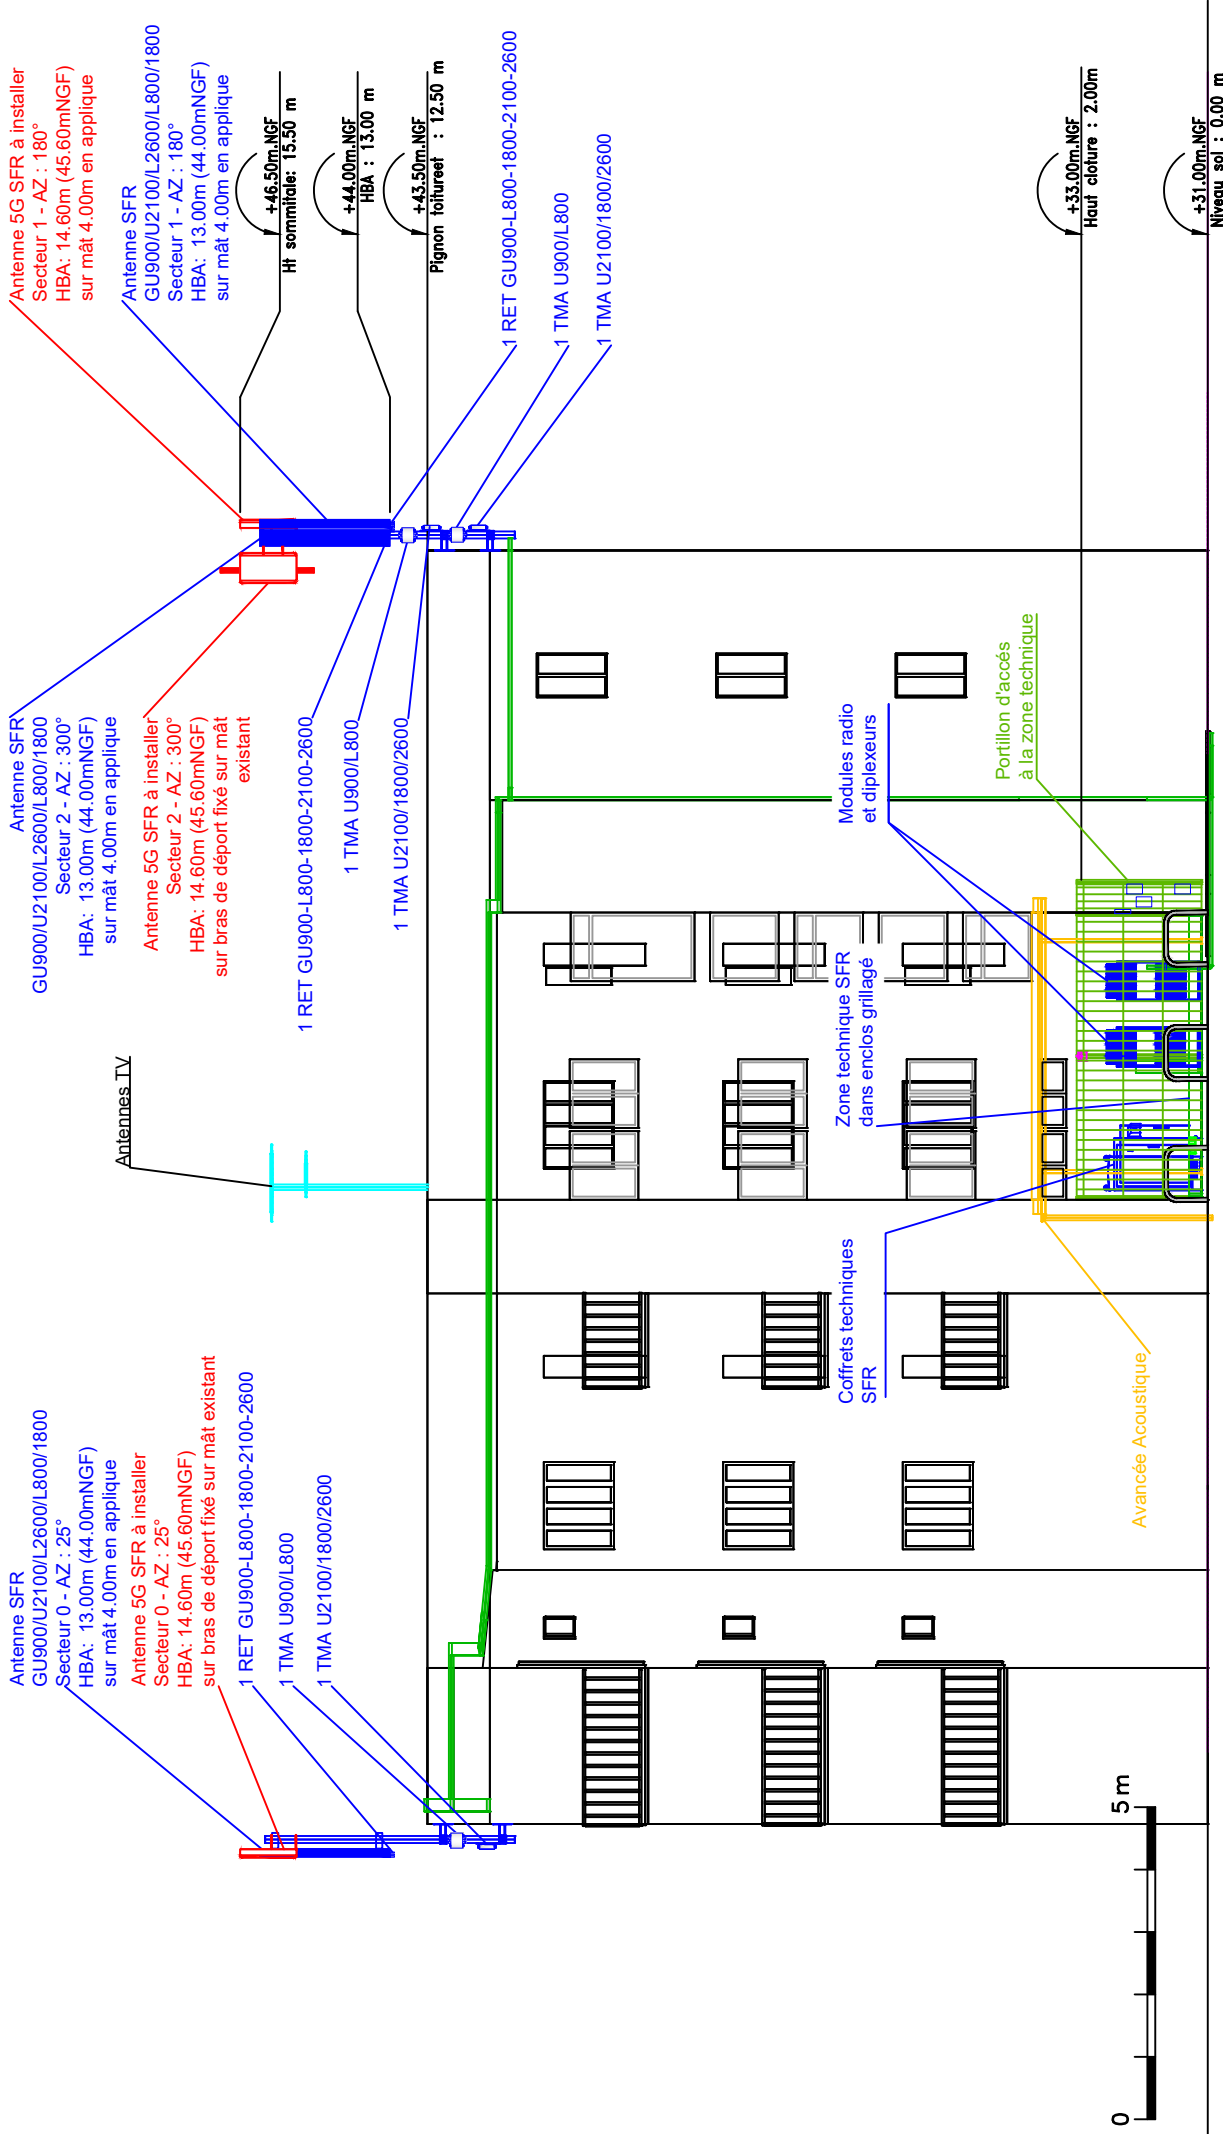 Antenne SFR
GU900/U2100/L2600/L800/1800
Secteur 0 - AZ : 25°
HBA: 13.00m (44.00mNGF)
sur mât 4.00m en applique
Antenne 5G SFR à installer
Secteur 0 - AZ : 25°
HBA: 14.60m (45.60mNGF)
sur bras de déport fixé sur mât existant
1 RET GU900-L800-1800-2100-2600
1 TMA U900/L800
1 TMA U2100/1800/2600
Antennes TV
Antenne SFR
GU900/U2100/L2600/L800/1800
Secteur 2 - AZ : 300°
HBA: 13.00m (44.00mNGF)
sur mât 4.00m en applique
Antenne 5G SFR à installer
Secteur 2 - AZ : 300°
HBA: 14.60m (45.60mNGF)
sur bras de déport fixé sur mât
existant
1 RET GU900-L800-1800-2100-2600
1 TMA U900/L800
1 TMA U2100/1800/2600
Antenne 5G SFR à installer
Secteur 1 - AZ : 180°
HBA: 14.60m (45.60mNGF)
sur mât 4.00m en applique
Antenne SFR
GU900/U2100/L2600/L800/1800
Secteur 1 - AZ : 180°
HBA: 13.00m (44.00mNGF)
sur mât 4.00m en applique
+46.50m.NGF
Ht sommitale: 15.50 m
+44.00m.NGF
HBA : 13.00 m
+43.50m.NGF
Pignon toitureet : 12.50 m
1 RET GU900-L800-1800-2100-2600
1 TMA U900/L800
1 TMA U2100/1800/2600
Coffrets techniques
SFR
Zone technique SFR
dans enclos grillagé
Modules radio
et diplexeurs
Portillon d'accés
à la zone technique
Avancée Acoustique
+33.00m.NGF
Haut cloture : 2.00m
+31.00m.NGF
Niveau sol : 0.00 m
0
5 m